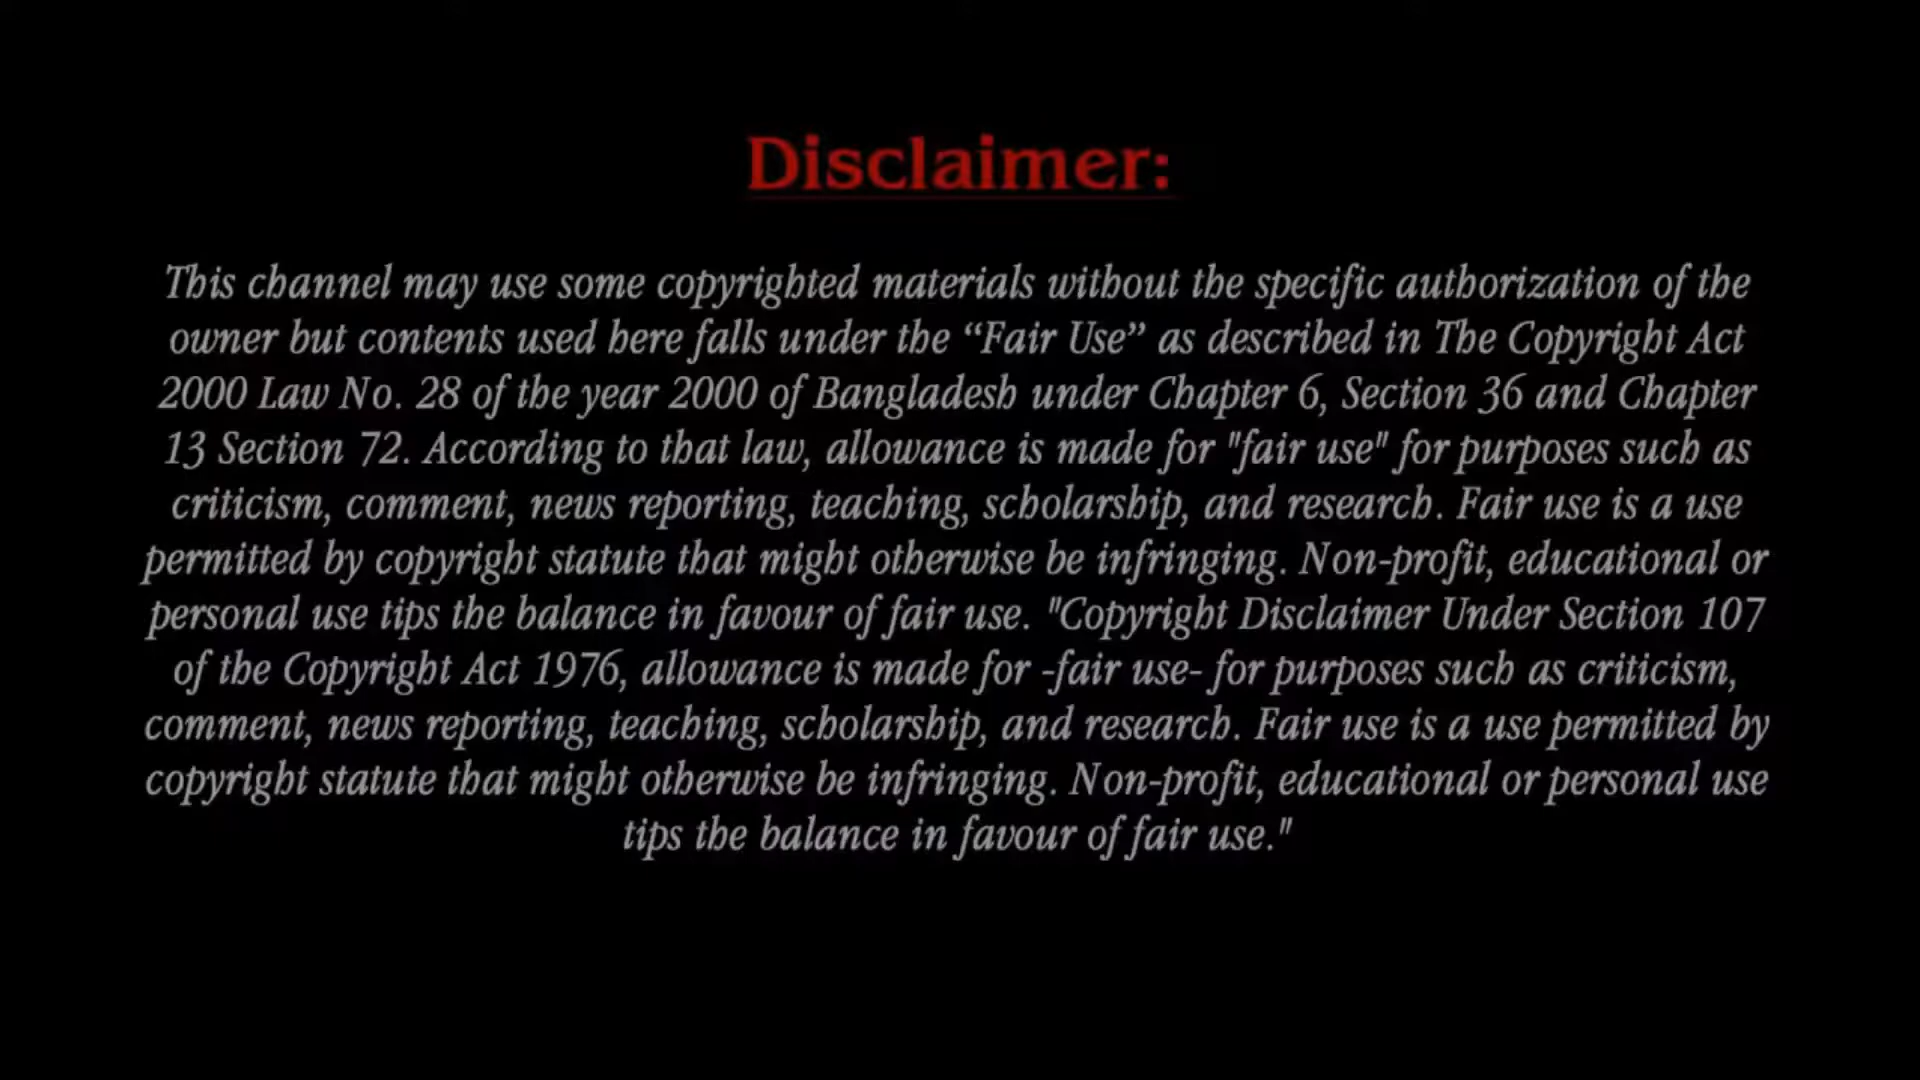 Disclaimer:
This channel may use some copyrighted materials without the specific authorization of the
owner but contents used here falls under the “Fair Use” as described in The Copyright Act
2000 Law No. 28 of the year 2000 of Bangladesh under Chapter 6, Section 36 and Chapter
13 Section 72. According to that law, allowance is made for "fair use" for purposes such as
criticism, comment, news reporting, teaching, scholarship, and research. Fair use is a use
permitted by copyright statute that might otherwise be infringing. Non-profit, educational or
personal use tips the balance in favour of fair use. "Copyright Disclaimer Under Section 107
of the Copyright Act 1976, allowance is made for -fair use- for purposes such as criticism,
comment, news reporting, teaching, scholarship, and research. Fair use is a use permitted by
copyright statute that might otherwise be infringing. Non-profit, educational or personal use
tips the balance in favour of fair use."